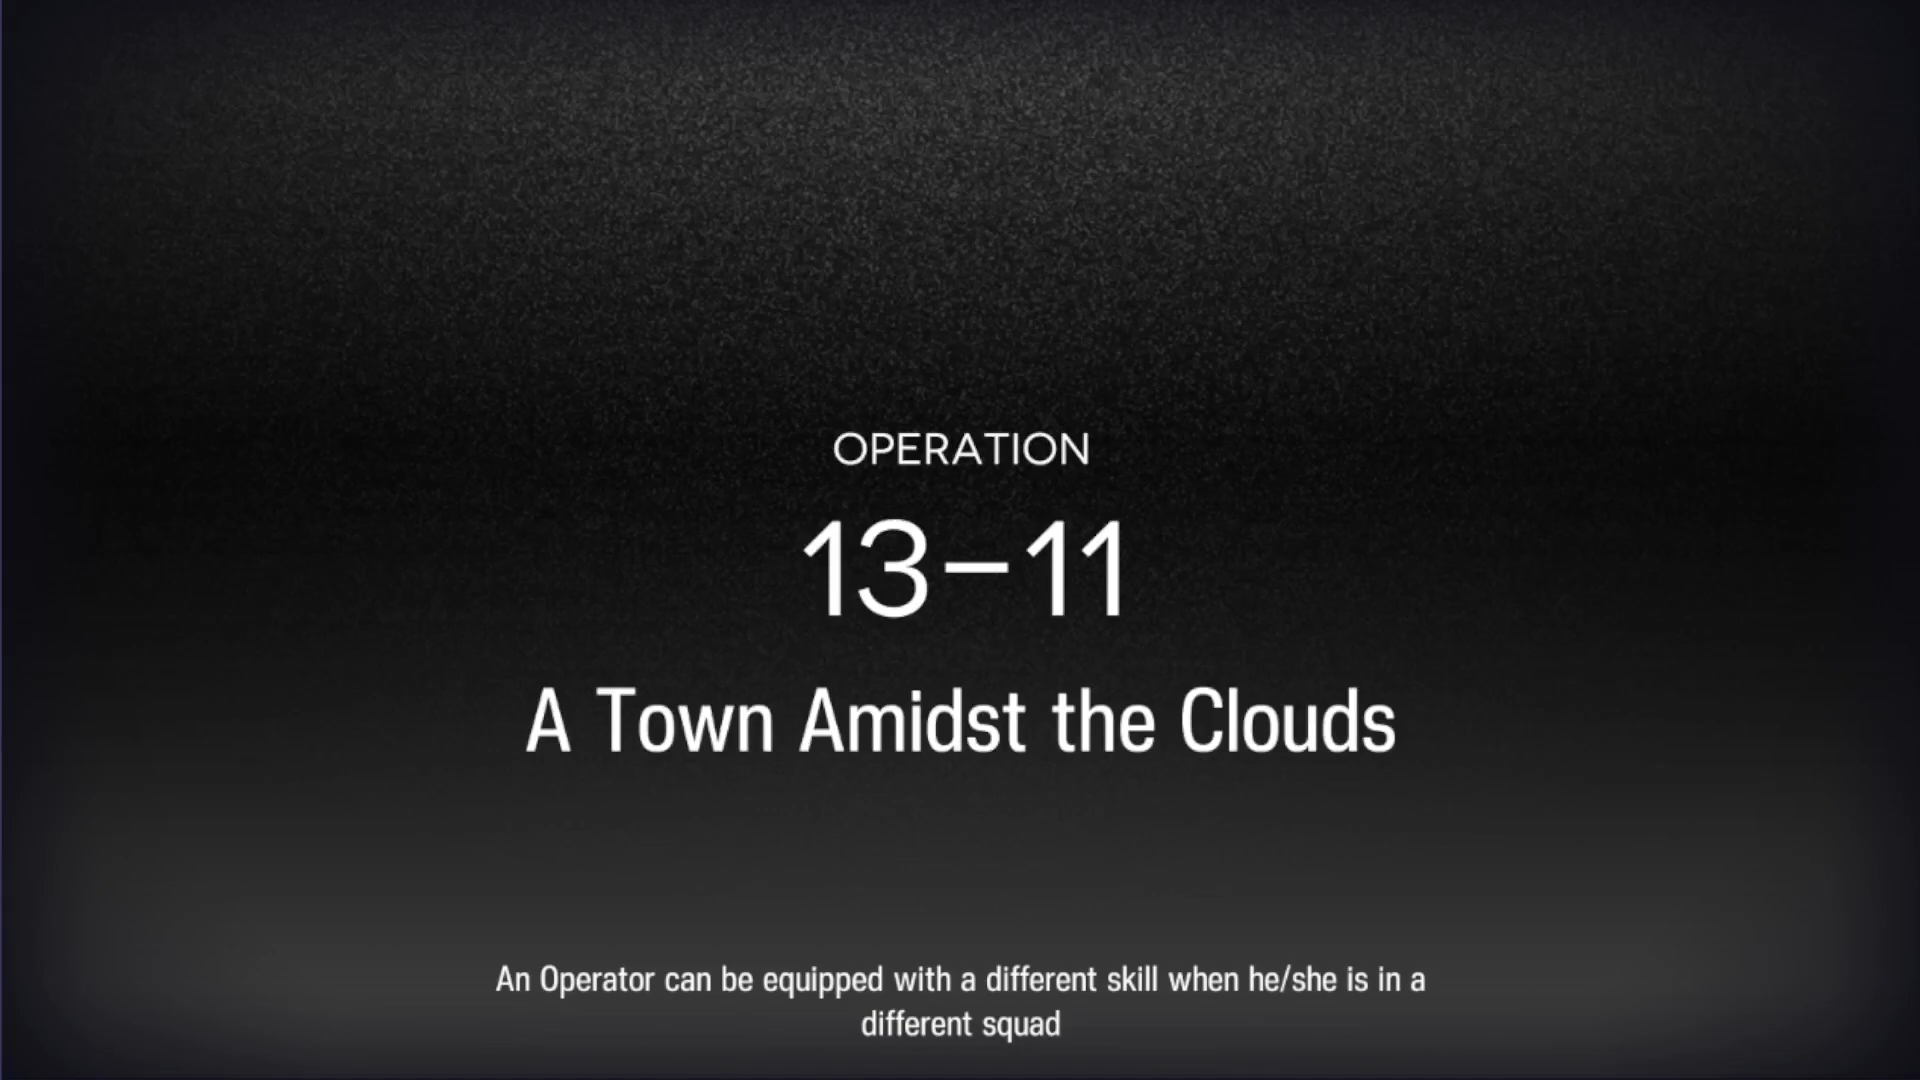 OPERATION
13-11
A Town Amidst the Clouds
An Operator can be equipped with a different skill when he/she is in a
different squad